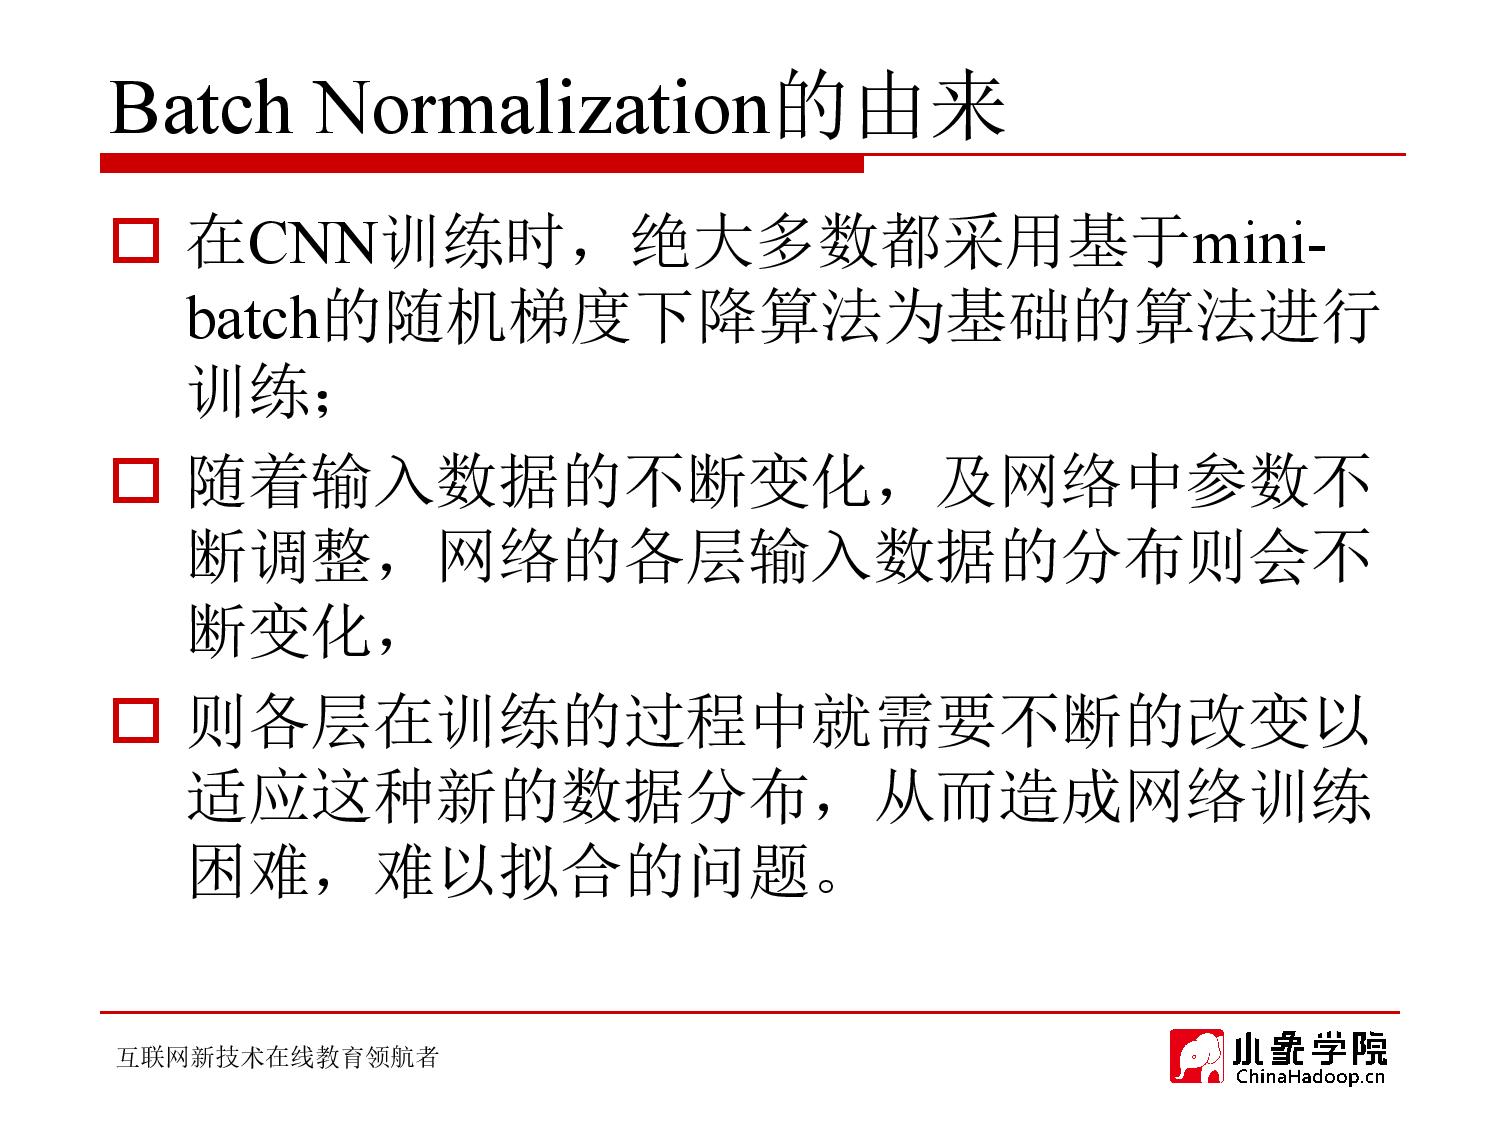 Batch Normalization的由来
在CNN训练时，绝大多数都采用基于mini-
batch的随机梯度下降算法为基础的算法进行
训练；
随着输入数据的不断变化，及网络中参数不
断调整，网络的各层输入数据的分布则会不
断变化，
则各层在训练的过程中就需要不断的改变以
适应这种新的数据分布，从而造成网络训练
困难，难以拟合的问题。
互联网新技术在线教育领航者
小象学院
ChinaHadoop.cn